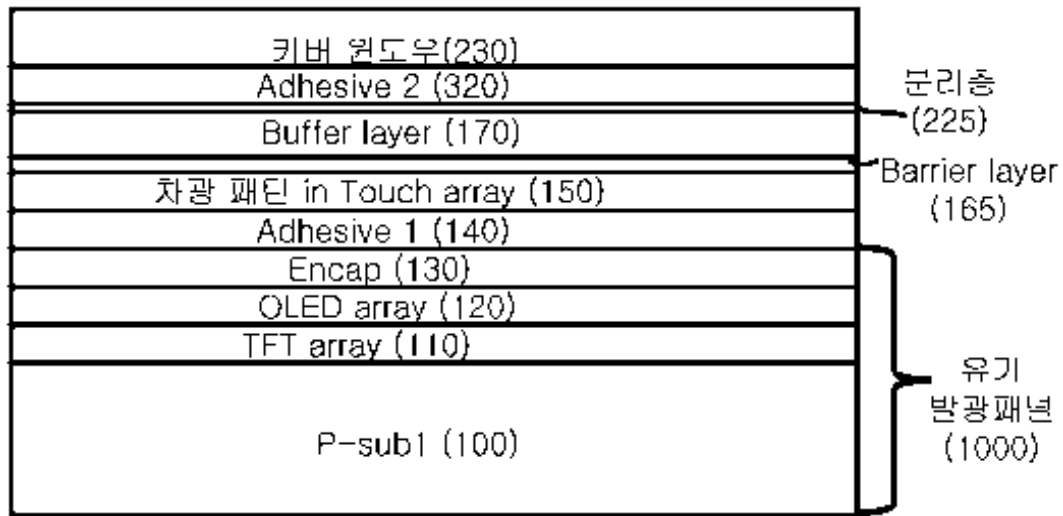 커버 윈도우(230)
Adhesive 2 (320)
분리층
(225)
Buffer layer (170)
Barrier layer
(165)
차광 패턴 in Touch array (150)
Adhesive 1 (140)
Encap (130)
OLED array (120)
TFT array (110)
유기
발광패널
(1000)
P-sub1 (100)